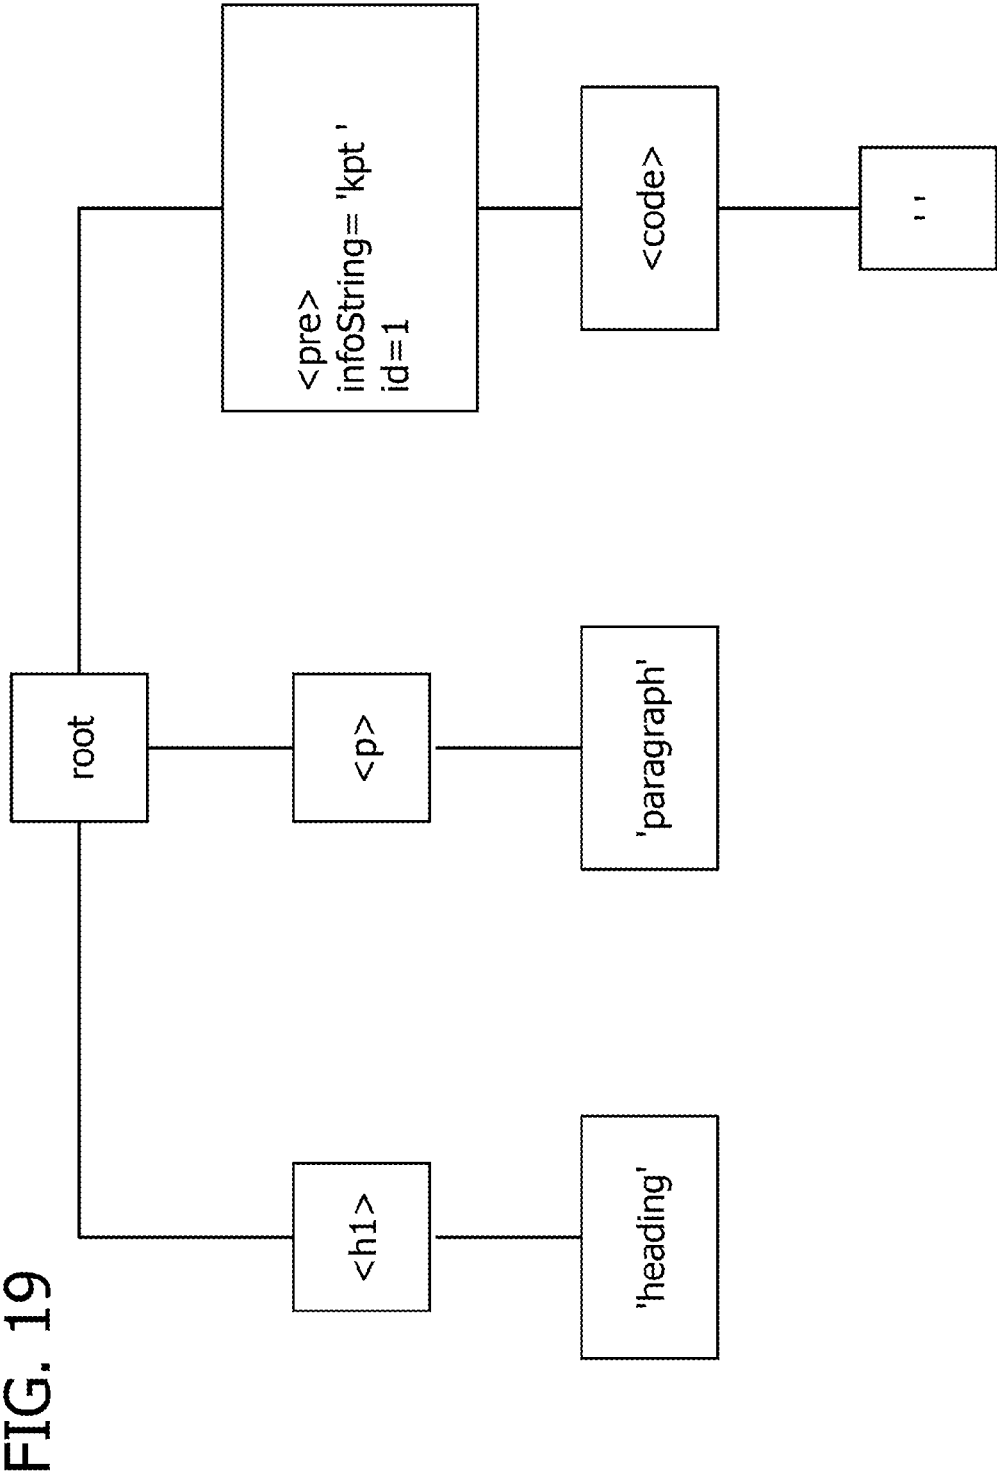 FIG. 19
root
<h1>
<p>
<pre>
infoString= 'kpt '
id=1
'heading'
'paragraph'
<code>
' '